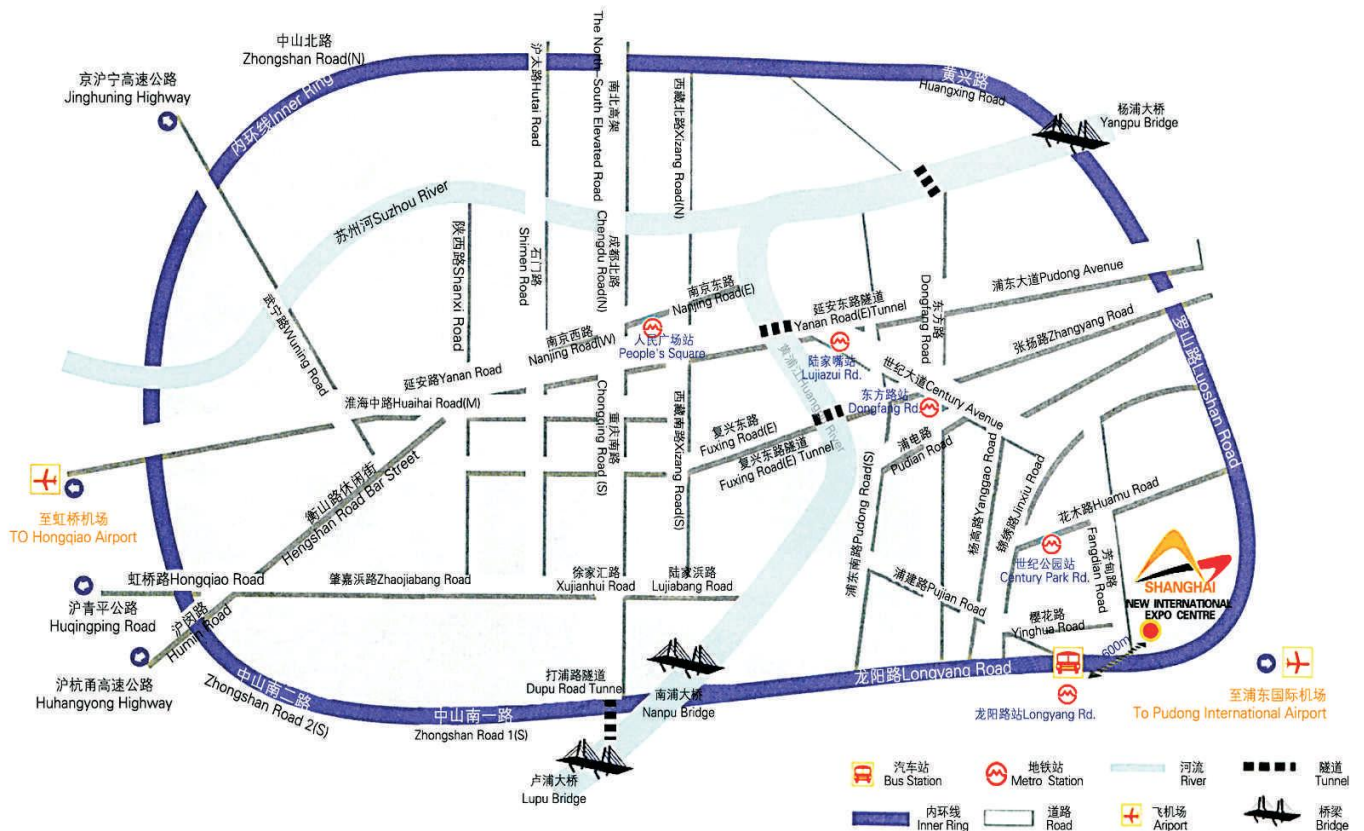 中山北路
Zhongshan Road(N)
京沪宁高速公路
Jinghuning Highway
内环线Inner Ring
沪太路Hutai Road
The North-South Elevated Road
南北高架
西藏北路Xizang Road(N)
黄兴路
Huangxing Road
杨浦大桥
Yangpu Bridge
苏州河Suzhou River
陕西路Shanxi Road
石门路
Shimen Road
成都北路
Chengdu Road(N)
武宁路Wuning Road
南京东路
Nanjing Road(E)
南京西路
Nanjing Road(W)
人民广场站
People's Square
延安东路隧道
Yanan Road(E)Tunnel
东方路
Dongfang Road
浦东大道Pudong Avenue
张扬路Zhangyang Road
罗山路Luoshan Road
延安路Yanan Road
淮海中路Huaihai Road(M)
黄浦江Huang River
陆家嘴站
Lujiazui Rd.
世纪大道Century Avenue
东方路站
Dongfang Rd.
重庆南路
Chongqing Road (S)
西藏南路Xizang Road(S)
复兴东路
Fuxing Road(E)
复兴东路隧道
Fuxing Road(E) Tunnel
浦电路
Pudian Road
浦东南路Pudong Road(S)
杨高路Yanggao Road
锦绣路Jinxiu Road
花木路Huamu Road
芳甸路
Fangdian Road
世纪公园站
Century Park Rd.
衡山路休闲街
Hengshan Road Bar Street
至虹桥机场
TO Hongqiao Airport
虹桥路Hongqiao Road
肇嘉浜路Zhaojiabang Road
徐家汇路
Xujianhui Road
陆家浜路
Lujiabang Road
浦建路Pujian Road
樱花路
Yinghua Road
SHANGHAI
NEW INTERNATIONAL
EXPO CENTRE
600m
沪青平公路
Huqingping Road
沪闵路
Humin Road
沪杭甬高速公路
Huhangyong Highway
中山南二路
Zhongshan Road 2(S)
中山南一路
Zhongshan Road 1(S)
打浦路隧道
Dupu Road Tunnel
南浦大桥
Nanpu Bridge
卢浦大桥
Lupu Bridge
龙阳路Longyang Road
龙阳路站Longyang Rd.
至浦东国际机场
To Pudong International Airport
汽车站
Bus Station
地铁站
Metro Station
河流
River
隧道
Tunnel
内环线
Inner Ring
道路
Road
飞机场
Ariport
桥梁
Bridge